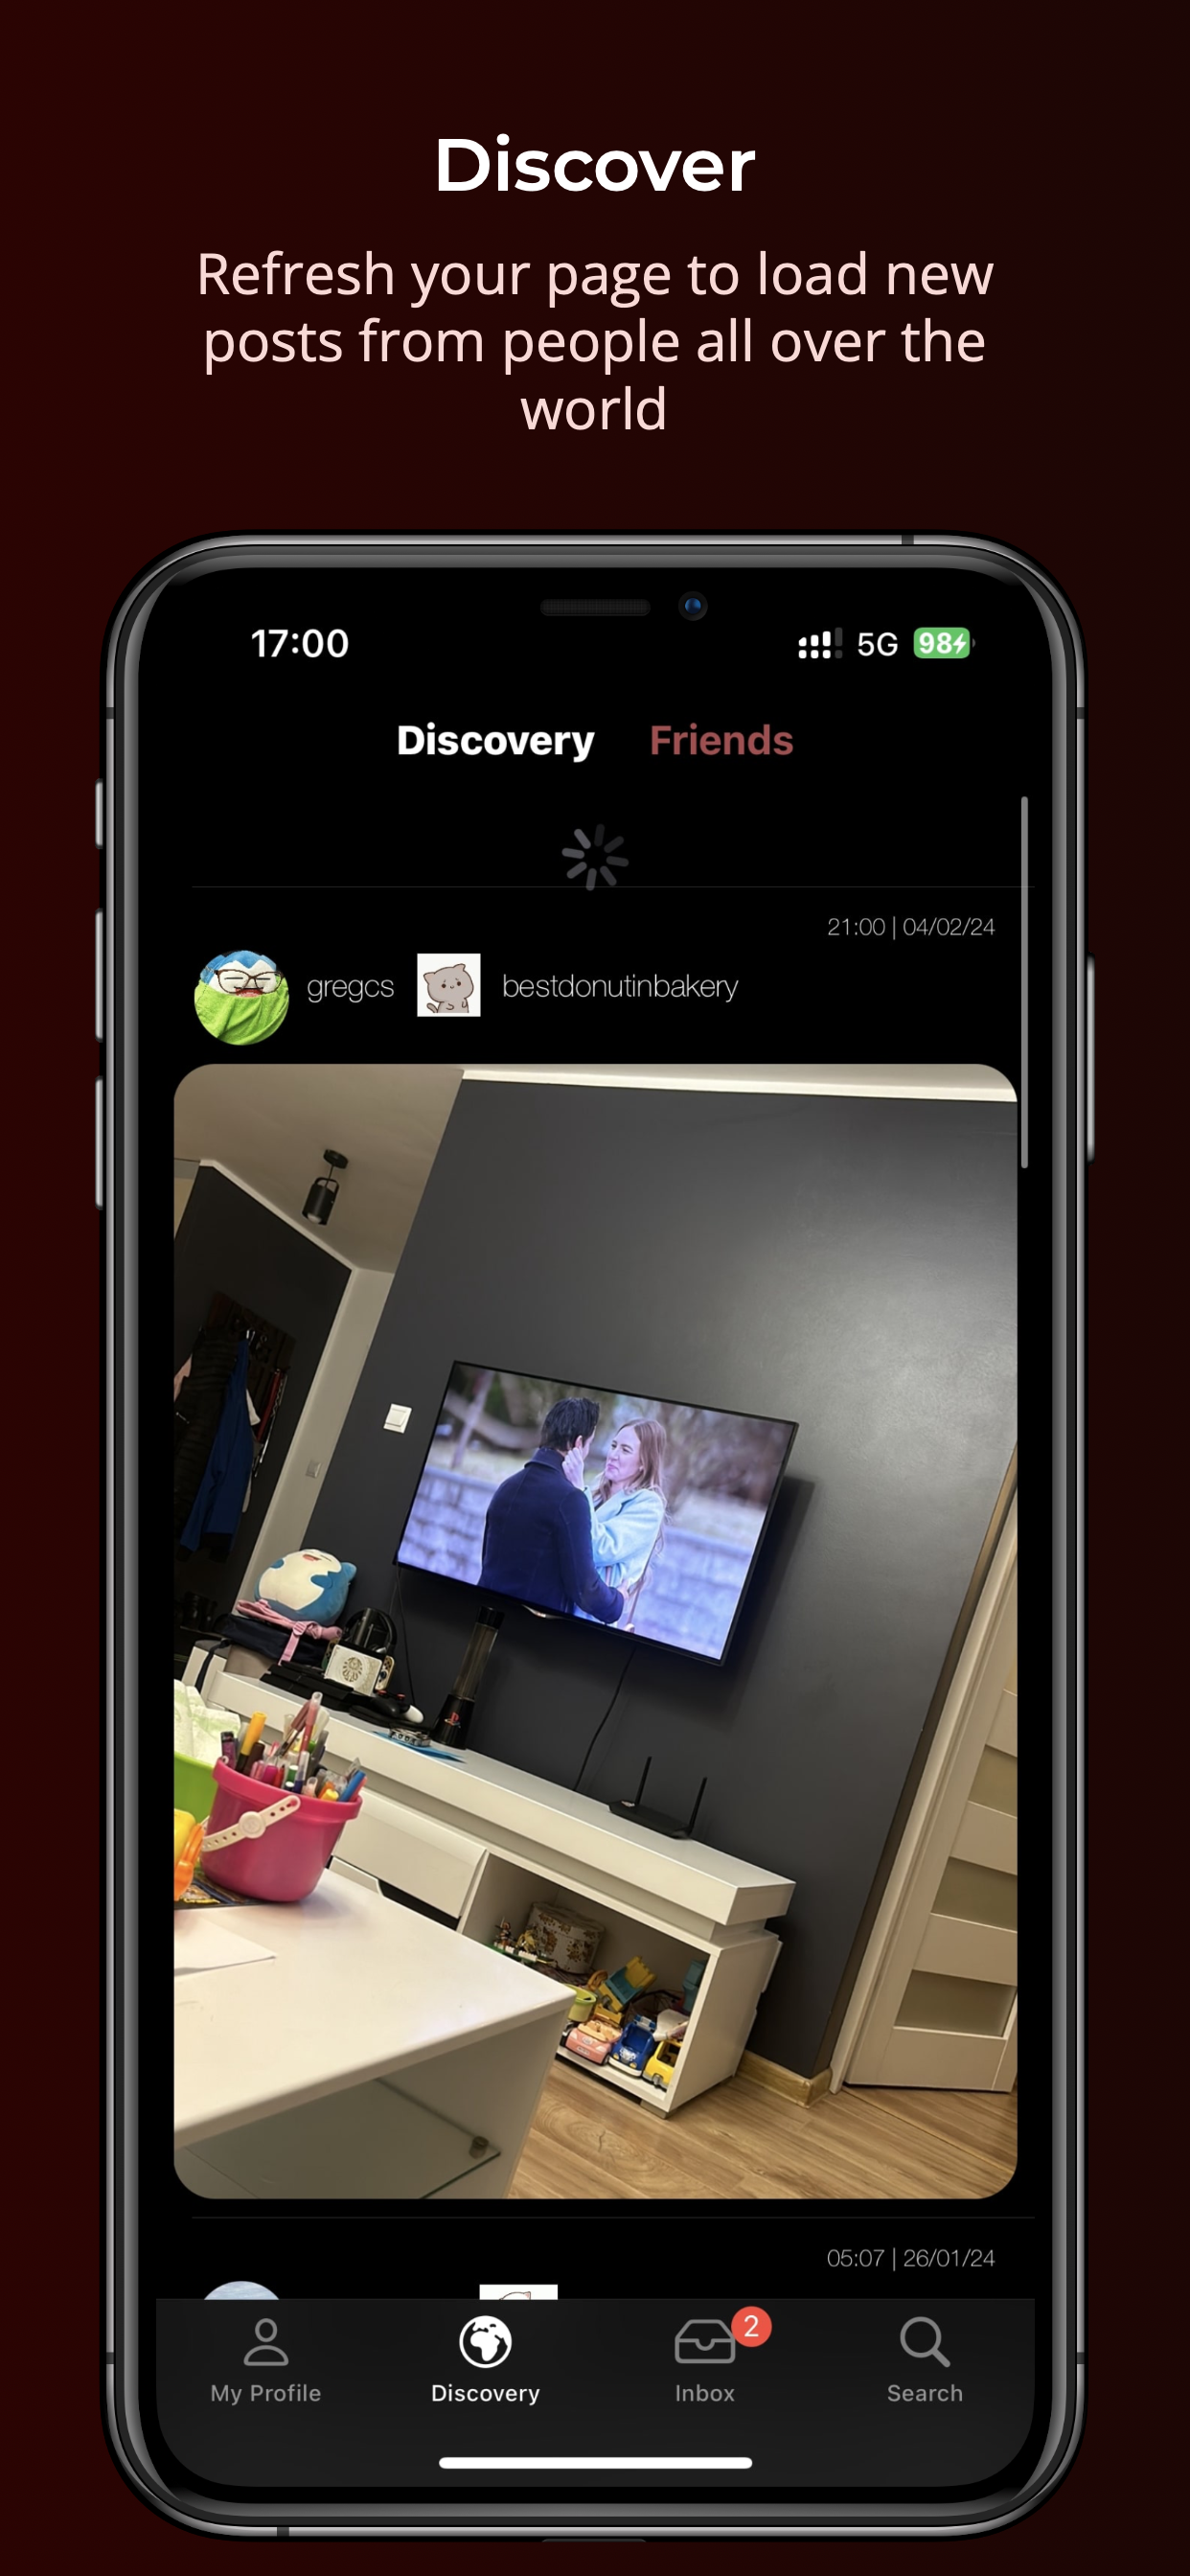 Discover
Refresh your page to load new
posts from people all over the
world
17:00 5G 98
Discovery Friends
21:00 | 04/02/24
gregcs bestdonutinbakery
05:07 | 26/01/24
2
My Profile Discovery Inbox Search